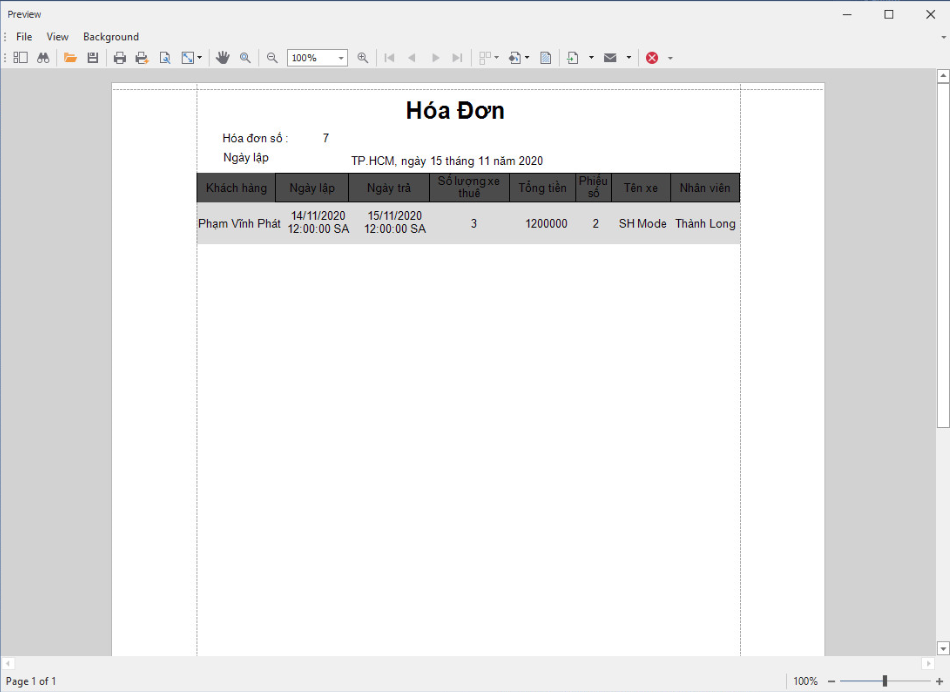 Preview
File View Background
100%
Hóa Đơn
Hóa đơn số : 7
Ngày lập
TP.HCM, ngày 15 tháng 11 năm 2020
Khách hàng Ngày lập Ngày trả Số lượng xe thuê Tổng tiền Phiếu số Tên xe Nhân viên
Phạm Vĩnh Phát 14/11/2020 12:00:00 SA 15/11/2020 12:00:00 SA 3 1200000 2 SH Mode Thành Long
Page 1 of 1 100%